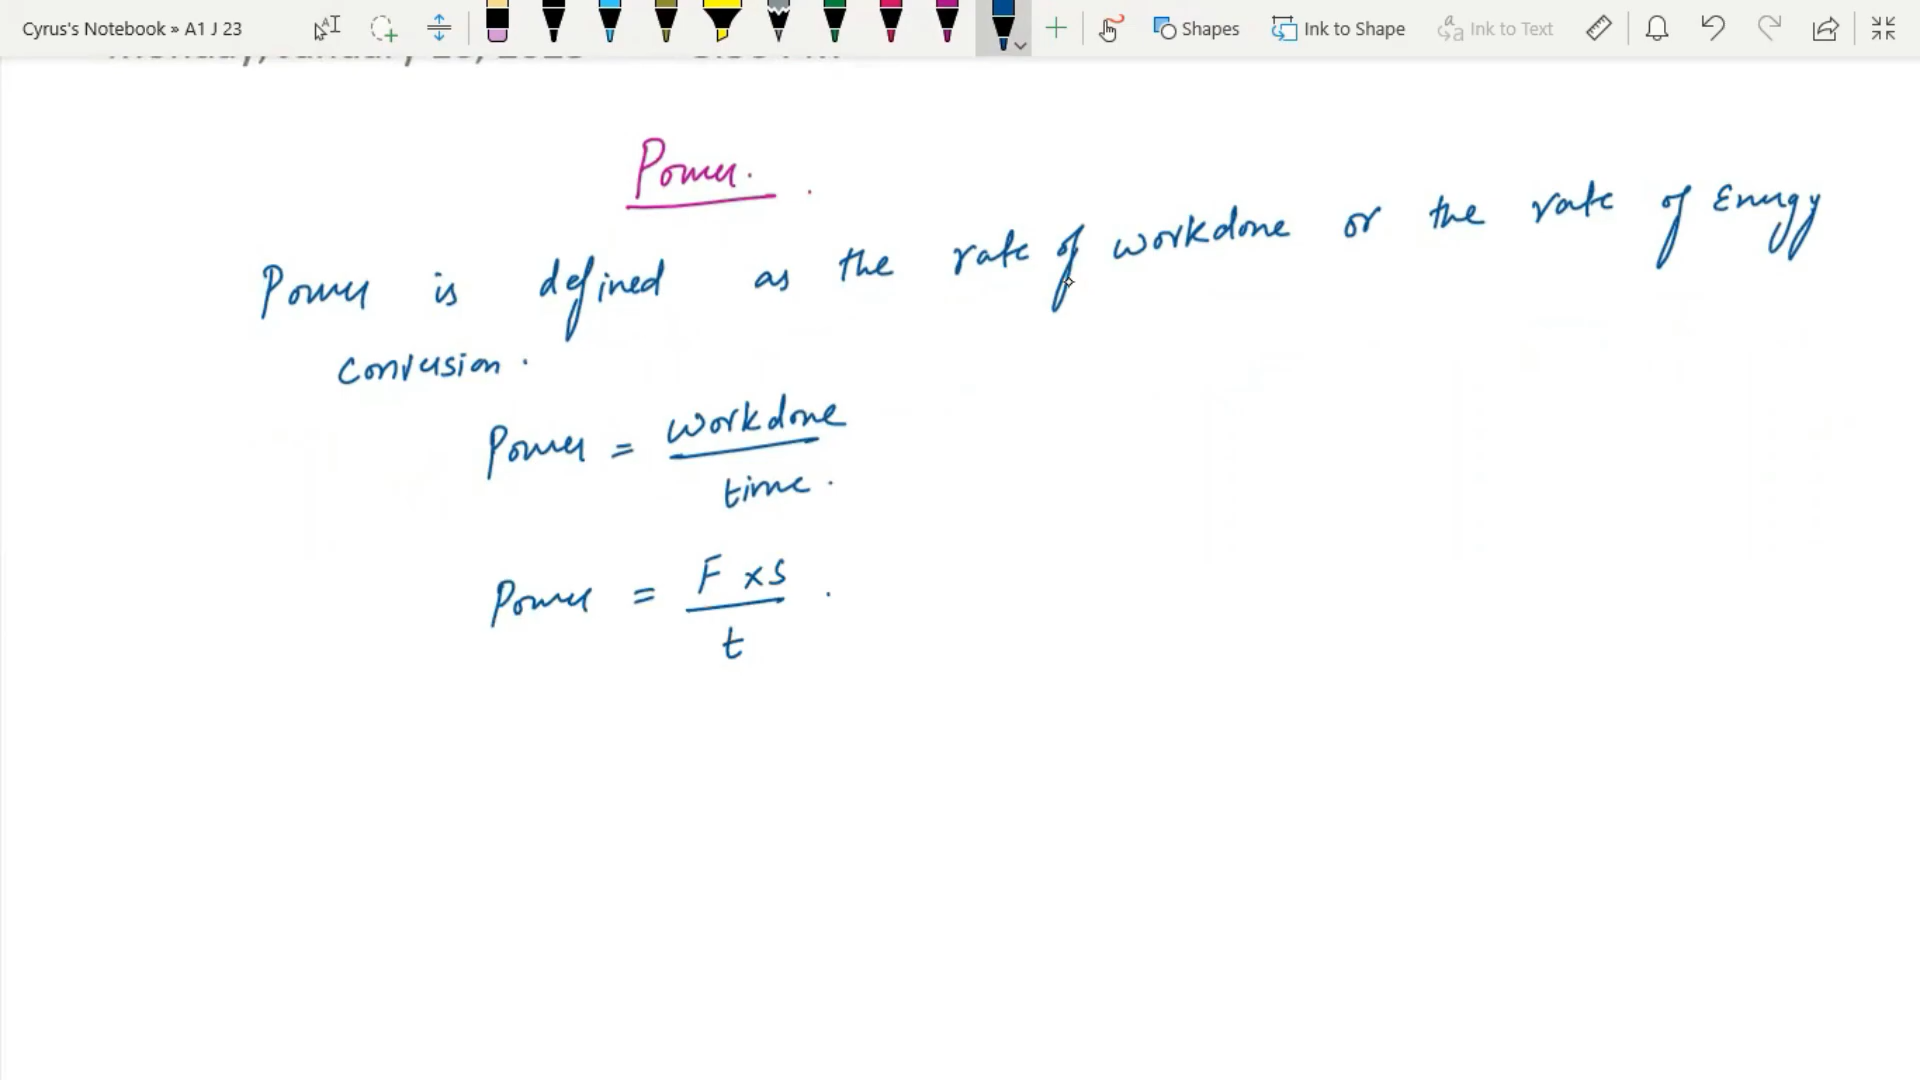 Cyrus's Notebook » A1 J 23
Shapes
Ink to Shape
Ink to Text
Power.
Power is defined as the rate of workdone or the rate of Energy
Conversion.
Power = workdone
time.
Power = F × s
t